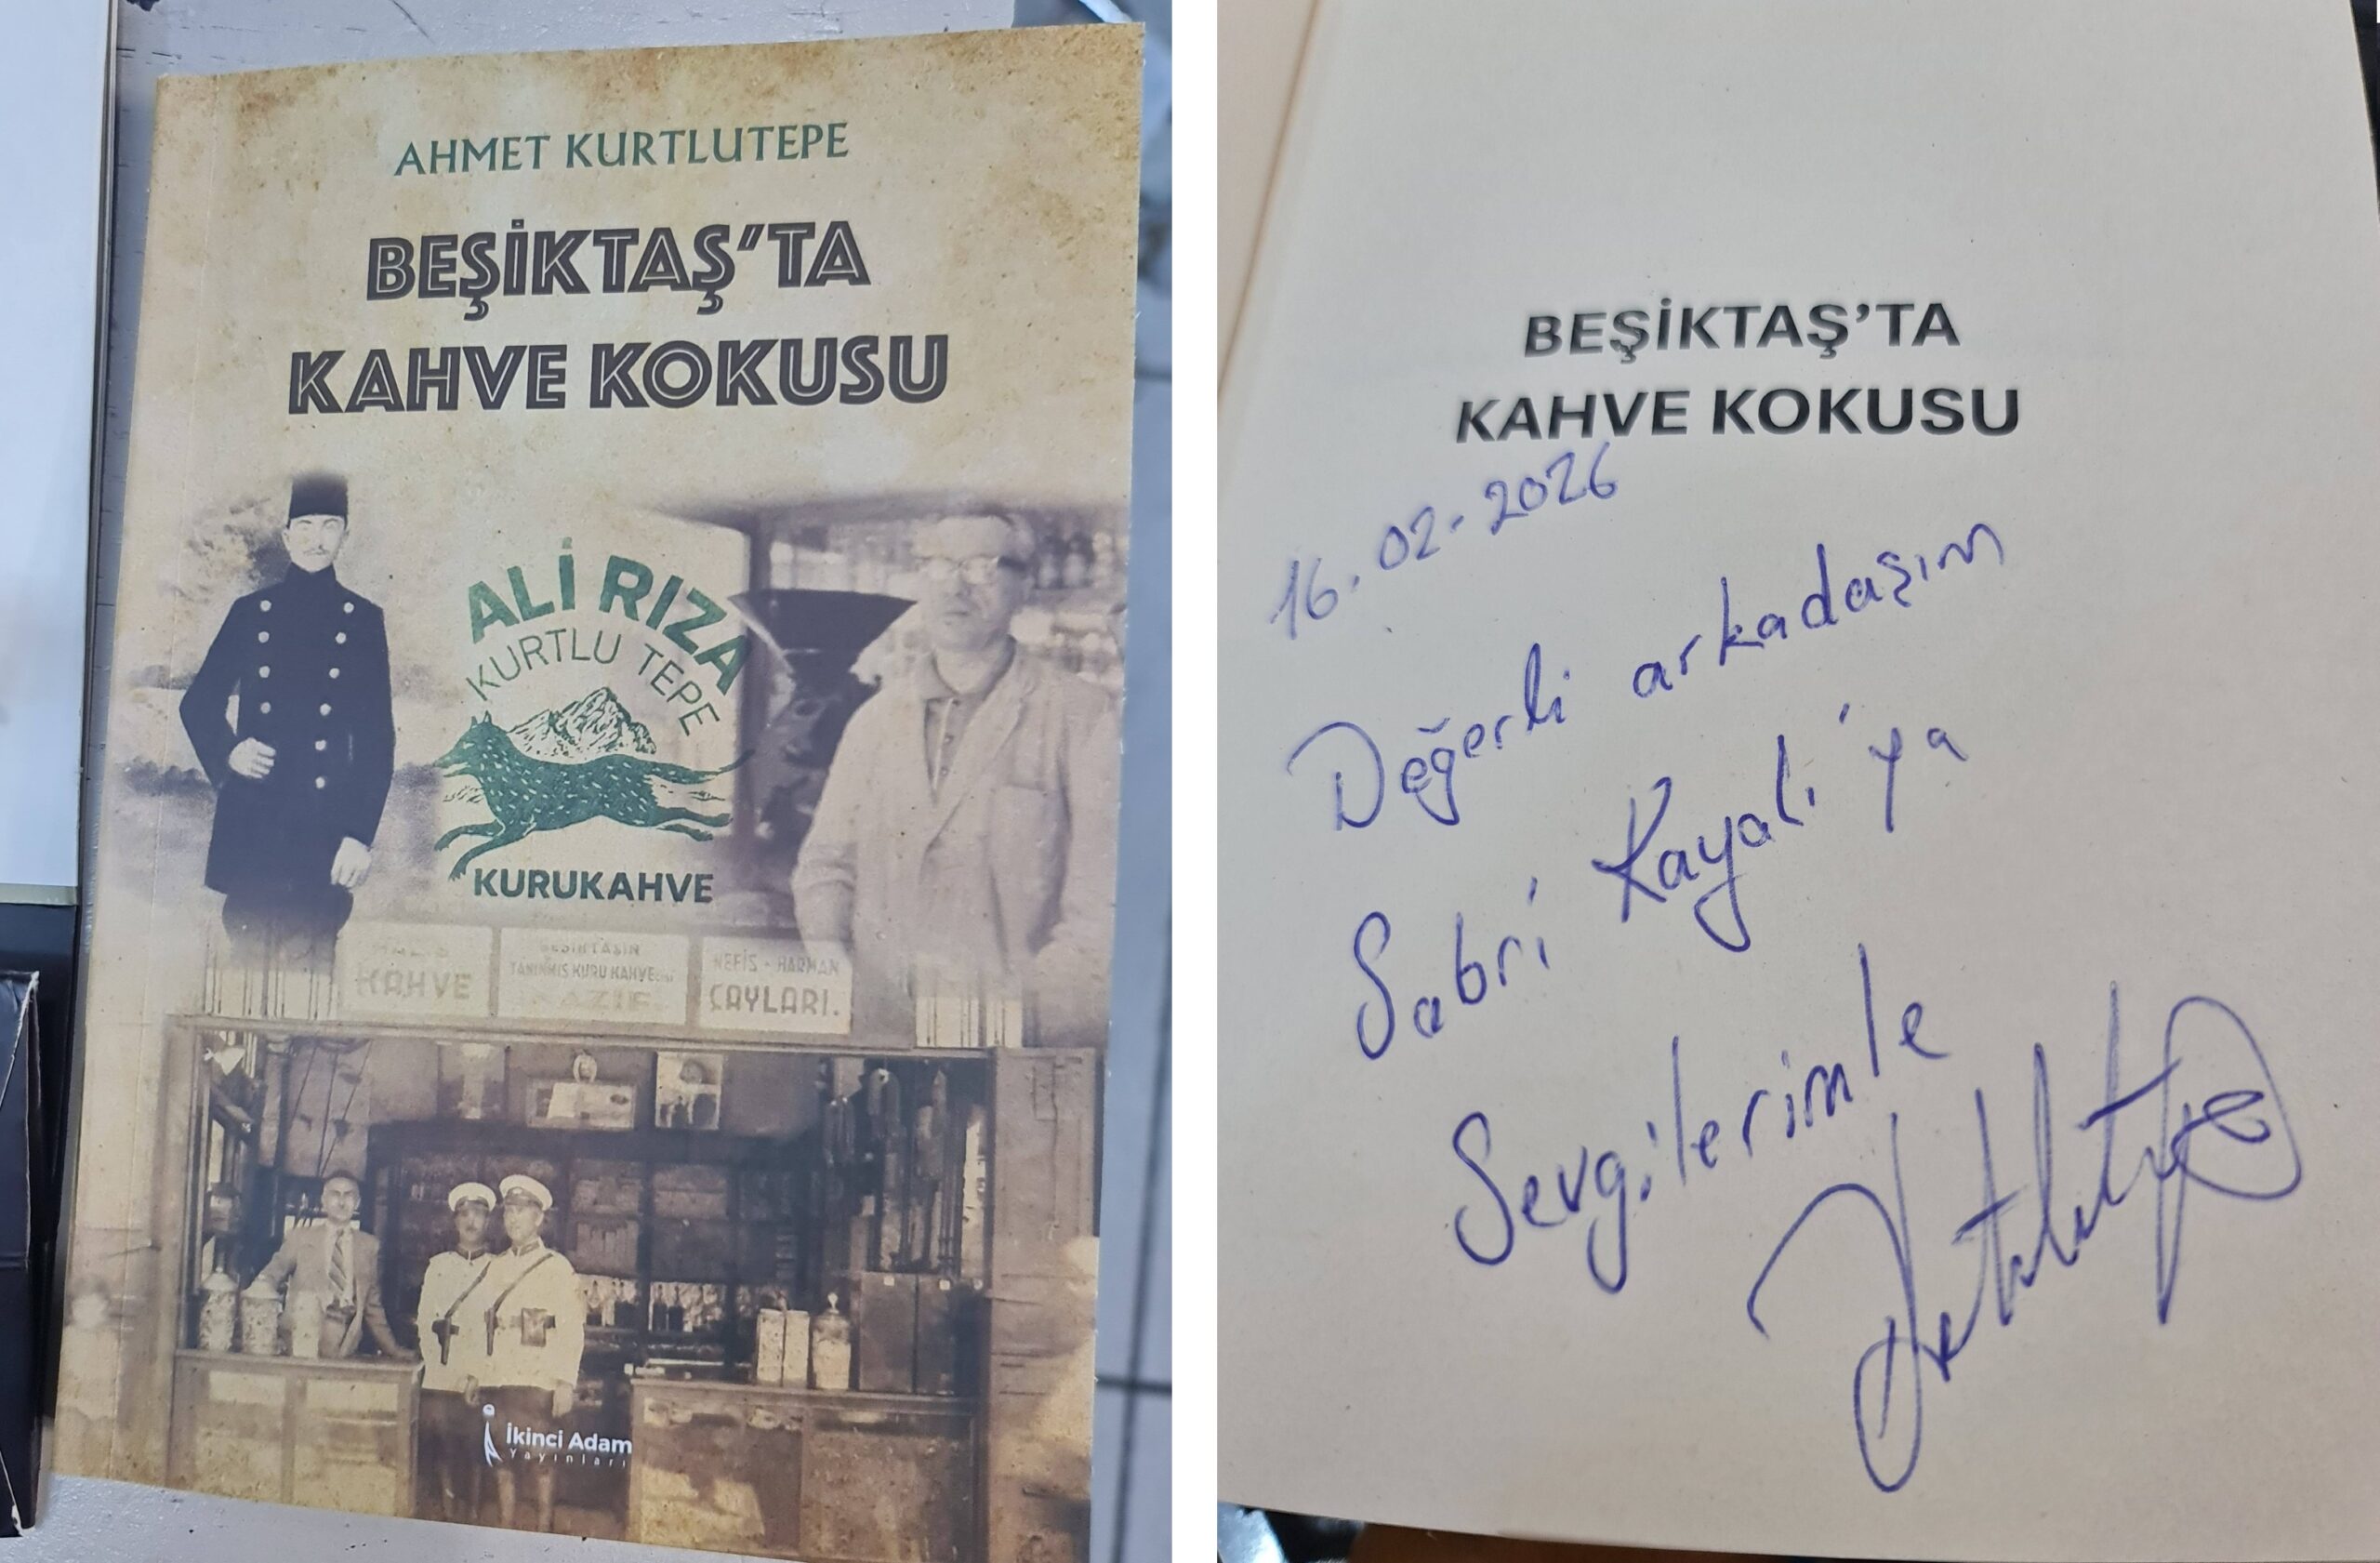 AHMET KURTLUTEPE
BEŞİKTAŞ'TA
KAHVE KOKUSU
ALİ RIZA
KURTLU TEPE
KURUKAHVE
KAHVE
BEŞİKTAŞIN
TANINMIŞ KURU KAHVECİSİ
NEFİS - HARMAN
ÇAYLARI.
İkinci Adam
Yayınları
BEŞİKTAŞ'TA
KAHVE KOKUSU
16.02.2026
Değerli arkadaşım
Sabri Kayalı'ya
Sevgilerimle